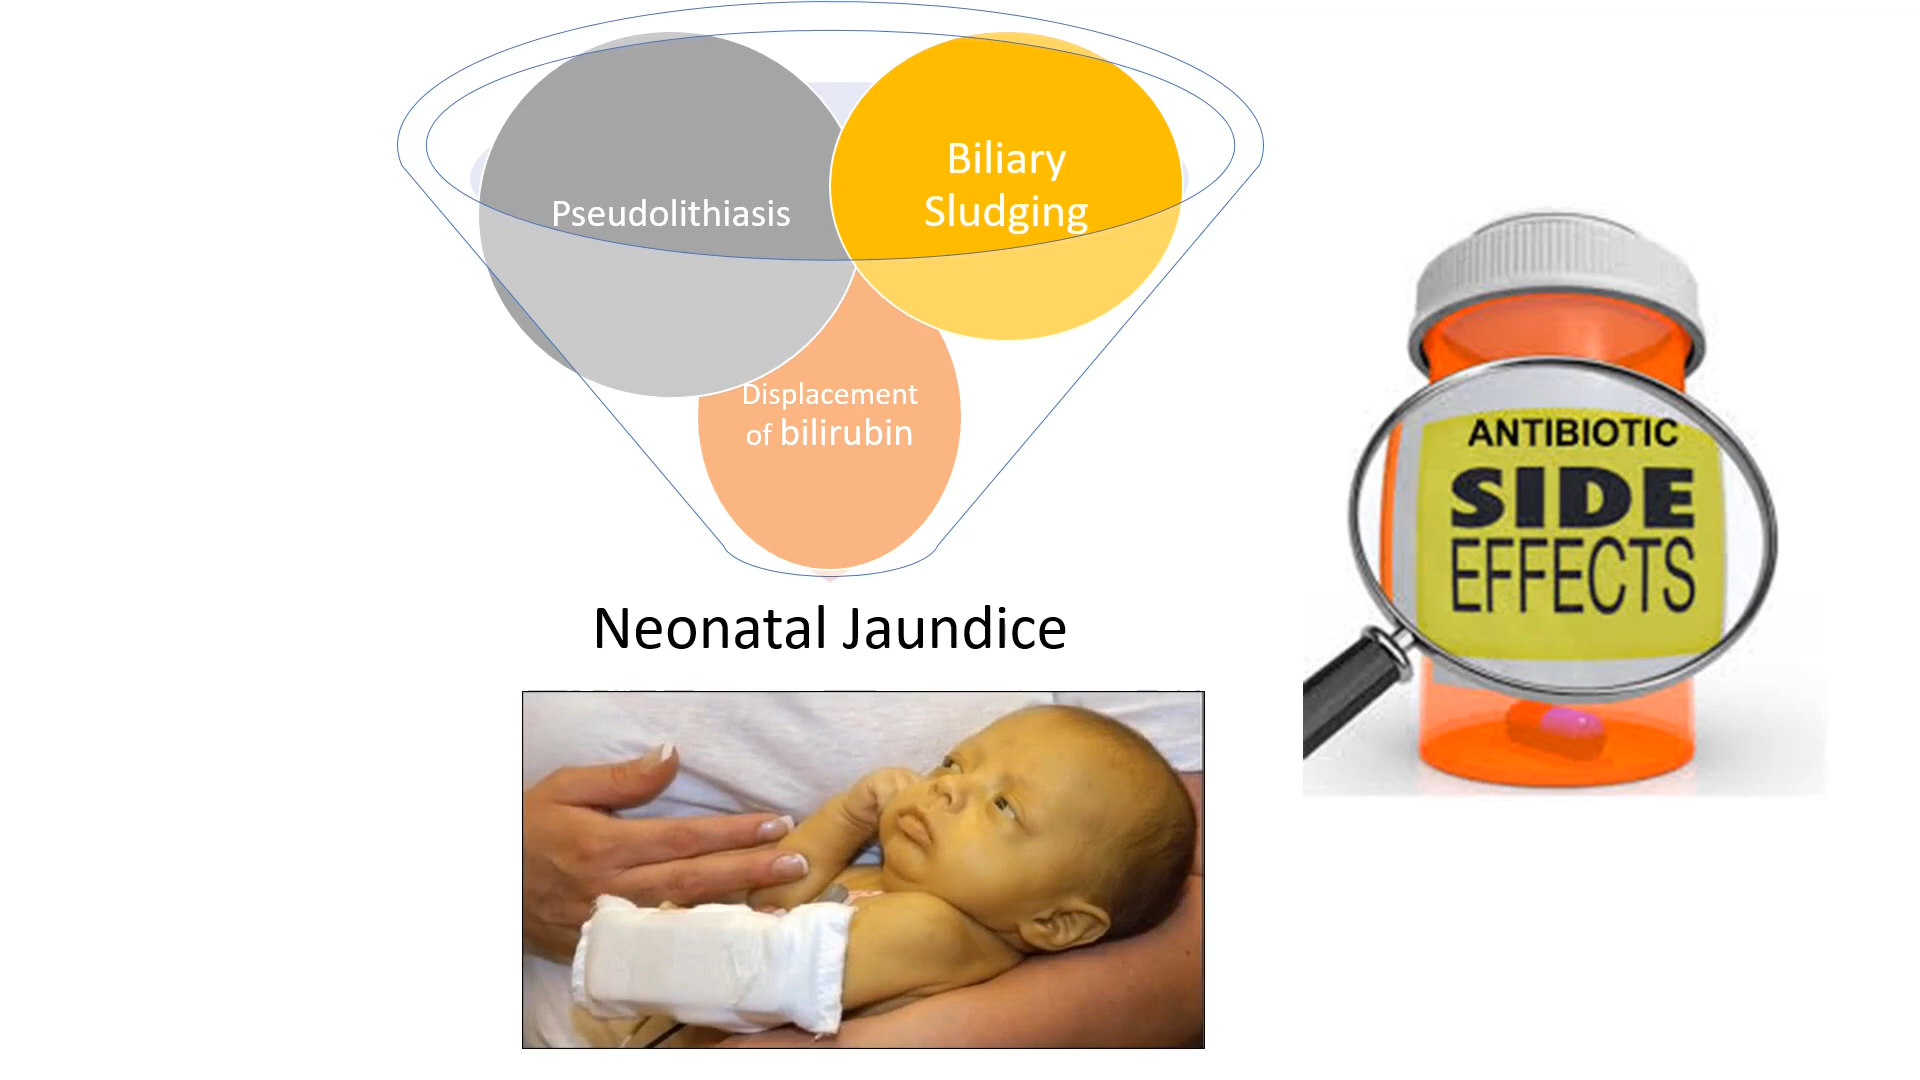 Pseudolithiasis
Biliary
Sludging
Displacement
of bilirubin
Neonatal Jaundice
ANTIBIOTIC
SIDE
EFFECTS